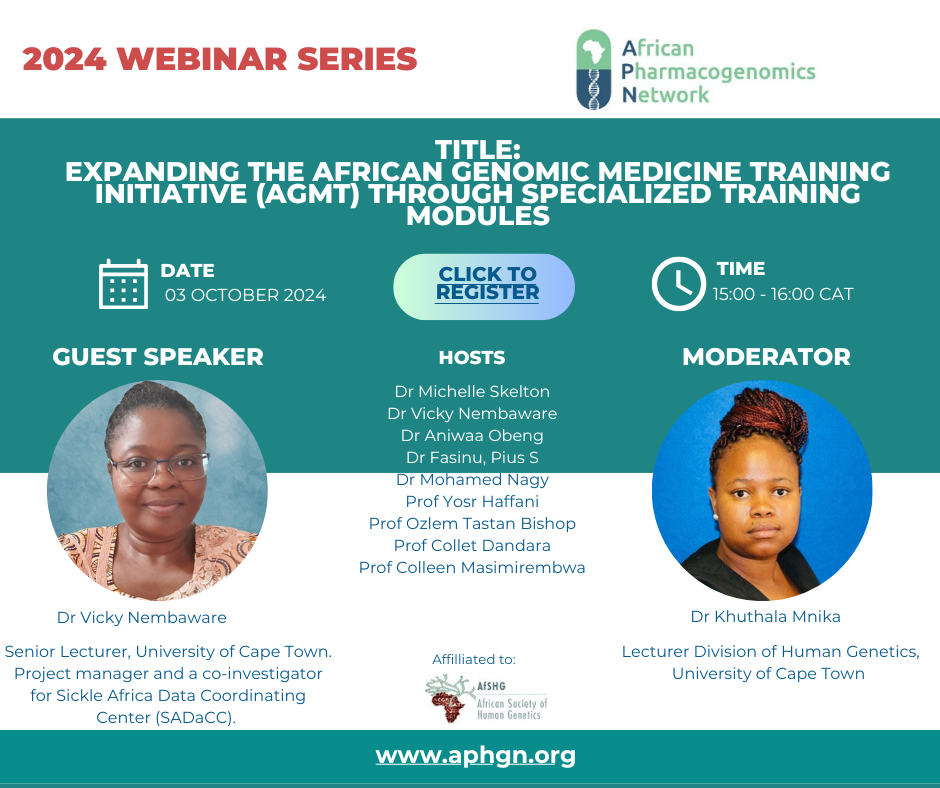 2024 WEBINAR SERIES
African
Pharmacogenomics
Network
TITLE:
EXPANDING THE AFRICAN GENOMIC MEDICINE TRAINING
INITIATIVE (AGMT) THROUGH SPECIALIZED TRAINING
MODULES
DATE
03 OCTOBER 2024
CLICK TO
REGISTER
TIME
15:00 - 16:00 CAT
GUEST SPEAKER
Dr Vicky Nembaware
Senior Lecturer, University of Cape Town.
Project manager and a co-investigator
for Sickle Africa Data Coordinating
Center (SADaCC).
HOSTS
Dr Michelle Skelton
Dr Vicky Nembaware
Dr Aniwaa Obeng
Dr Fasinu, Pius S
Dr Mohamed Nagy
Prof Yosr Haffani
Prof Ozlem Tastan Bishop
Prof Collet Dandara
Prof Colleen Masimirembwa
Affilliated to:
AfSHG
African Society of
Human Genetics
MODERATOR
Dr Khuthala Mnika
Lecturer Division of Human Genetics,
University of Cape Town
www.aphgn.org